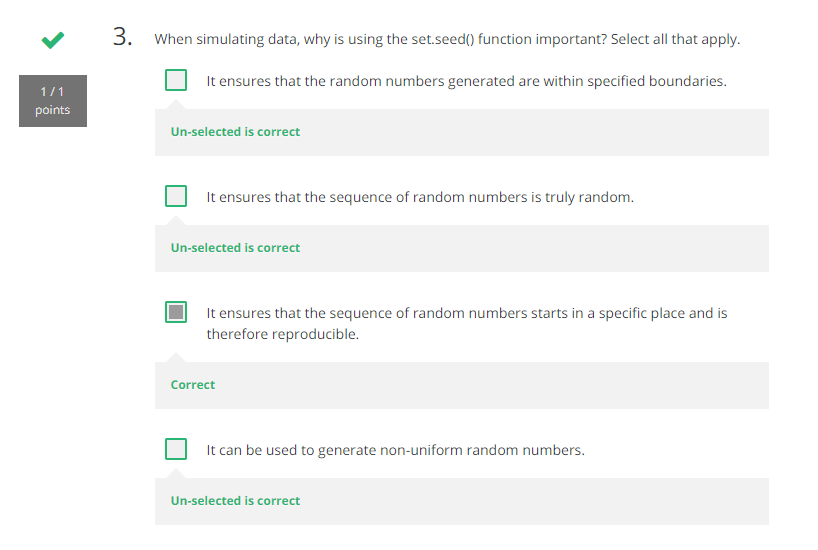 3. When simulating data, why is using the set.seed() function important? Select all that apply.
1 / 1
points
It ensures that the random numbers generated are within specified boundaries.
Un-selected is correct
It ensures that the sequence of random numbers is truly random.
Un-selected is correct
It ensures that the sequence of random numbers starts in a specific place and is
therefore reproducible.
Correct
It can be used to generate non-uniform random numbers.
Un-selected is correct